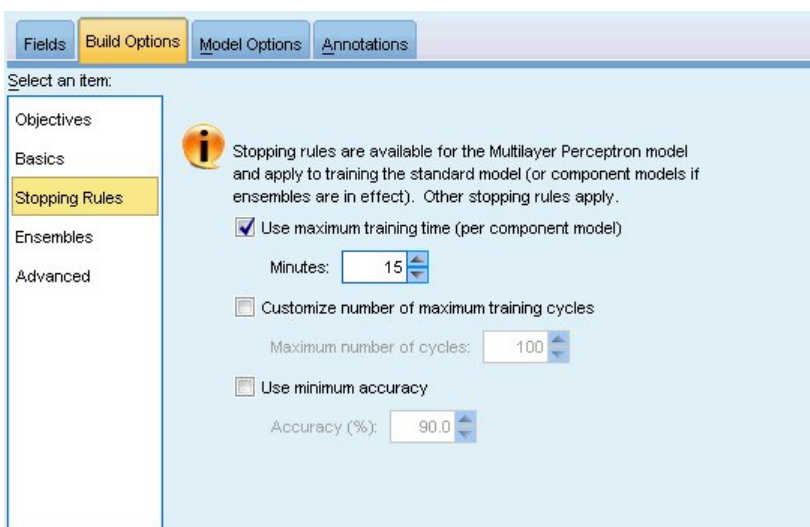 Fields Build Options Model Options Annotations
Select an item:
Objectives
Basics
Stopping Rules
Ensembles
Advanced
Stopping rules are available for the Multilayer Perceptron model
and apply to training the standard model (or component models if
ensembles are in effect). Other stopping rules apply.
Use maximum training time (per component model)
Minutes: 15
Customize number of maximum training cycles
Maximum number of cycles: 100
Use minimum accuracy
Accuracy (%): 90.0